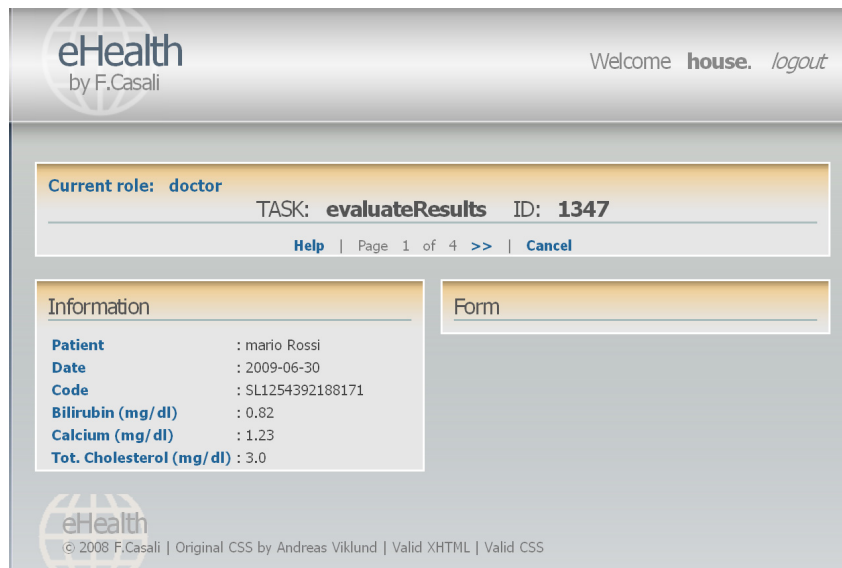 eHealth
by F.Casali
Welcome house. logout
Current role: doctor
TASK: evaluateResults ID: 1347
Help | Page 1 of 4 >> | Cancel
Information
Patient : mario Rossi
Date : 2009-06-30
Code : SL1254392188171
Bilirubin (mg/dl) : 0.82
Calcium (mg/dl) : 1.23
Tot. Cholesterol (mg/dl) : 3.0
Form
eHealth
© 2008 F.Casali | Original CSS by Andreas Viklund | Valid XHTML | Valid CSS